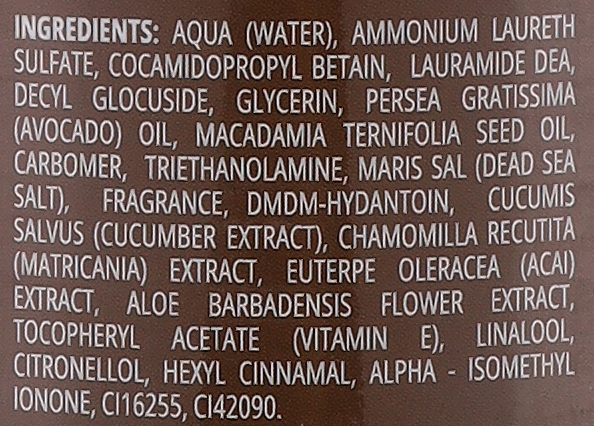 INGREDIENTS: AQUA (WATER), AMMONIUM LAURETH
SULFATE, COCAMIDOPROPYL BETAIN, LAURAMIDE DEA,
DECYL GLOCUSIDE, GLYCERIN, PERSEA GRATISSIMA
(AVOCADO) OIL, MACADAMIA TERNIFOLIA SEED OIL,
CARBOMER, TRIETHANOLAMINE, MARIS SAL (DEAD SEA
SALT), FRAGRANCE, DMDM-HYDANTOIN, CUCUMIS
SALVUS (CUCUMBER EXTRACT), CHAMOMILLA RECUTITA
(MATRICANIA) EXTRACT, EUTERPE OLERACEA (ACAI)
EXTRACT, ALOE BARBADENSIS FLOWER EXTRACT,
TOCOPHERYL ACETATE (VITAMIN E), LINALOOL,
CITRONELLOL, HEXYL CINNAMAL, ALPHA - ISOMETHYL
IONONE, CI16255, CI42090.